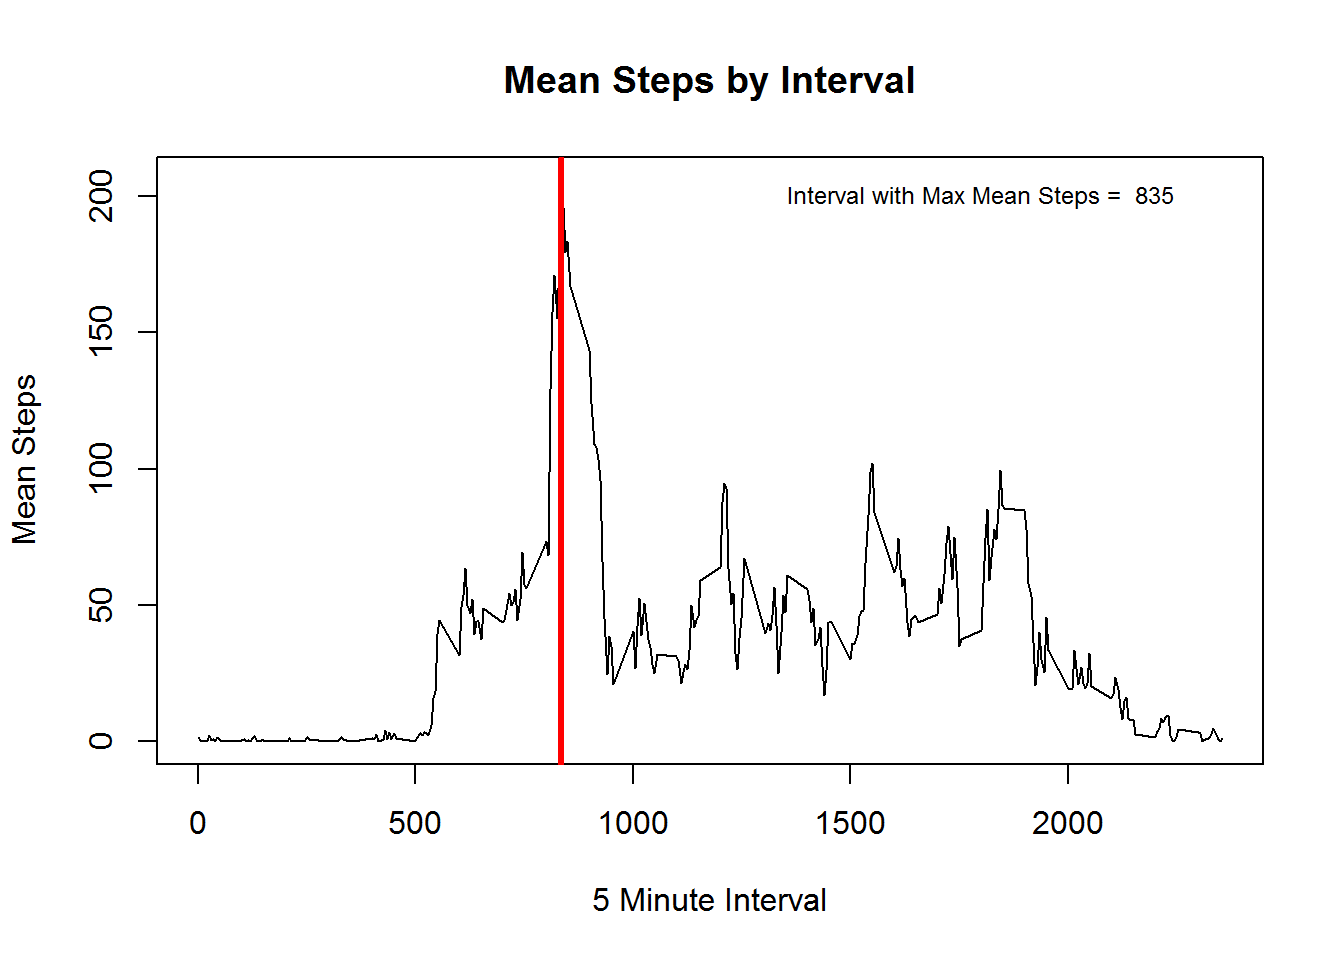 Mean Steps by Interval
Interval with Max Mean Steps =  835
Mean Steps
200
150
100
50
0
0 500 1000 1500 2000
5 Minute Interval